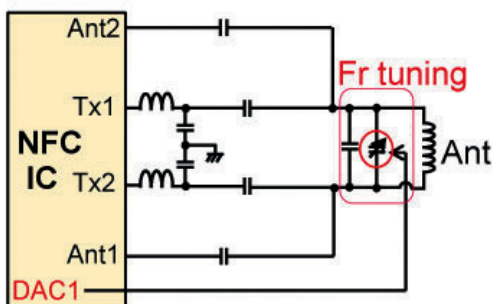 Ant2
Fr tuning
Tx1
NFC
IC
Ant
Tx2
Ant1
DAC1